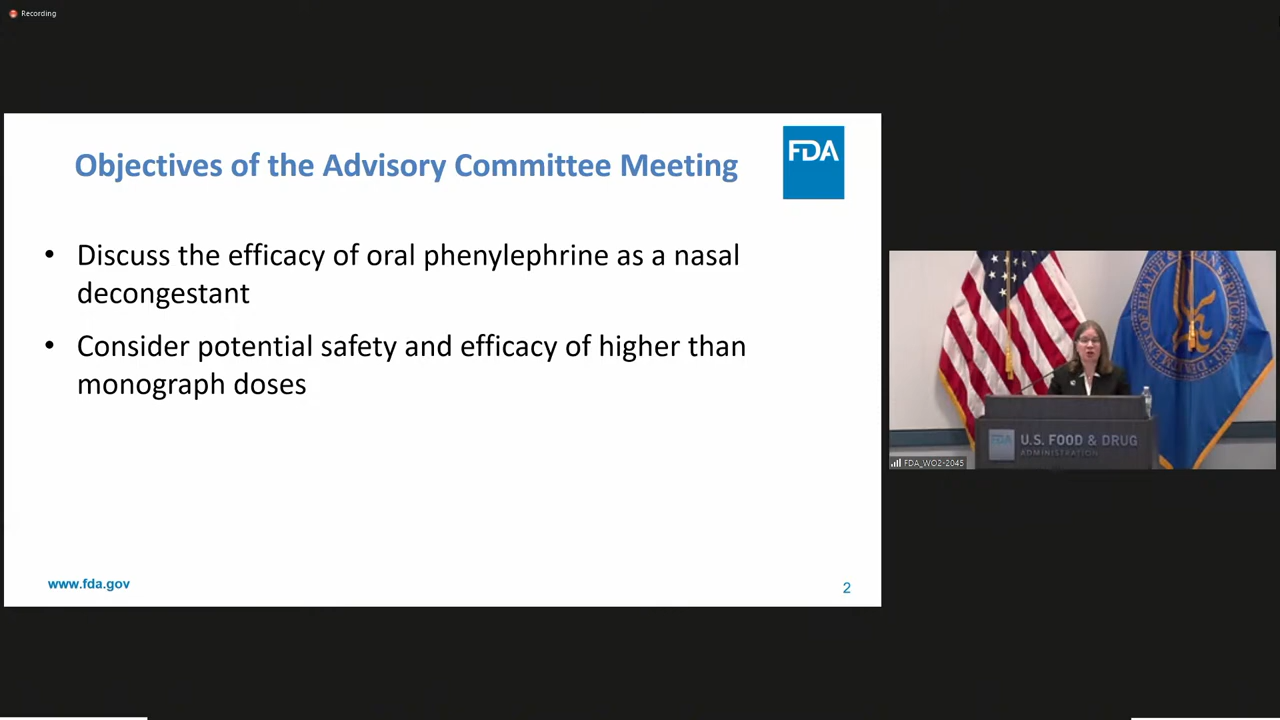 Recording
FDA
Objectives of the Advisory Committee Meeting
• Discuss the efficacy of oral phenylephrine as a nasal
decongestant
• Consider potential safety and efficacy of higher than
monograph doses
www.fda.gov
2
U.S. FOOD & DRUG
ADMINISTRATION
FDA_WO2-2045